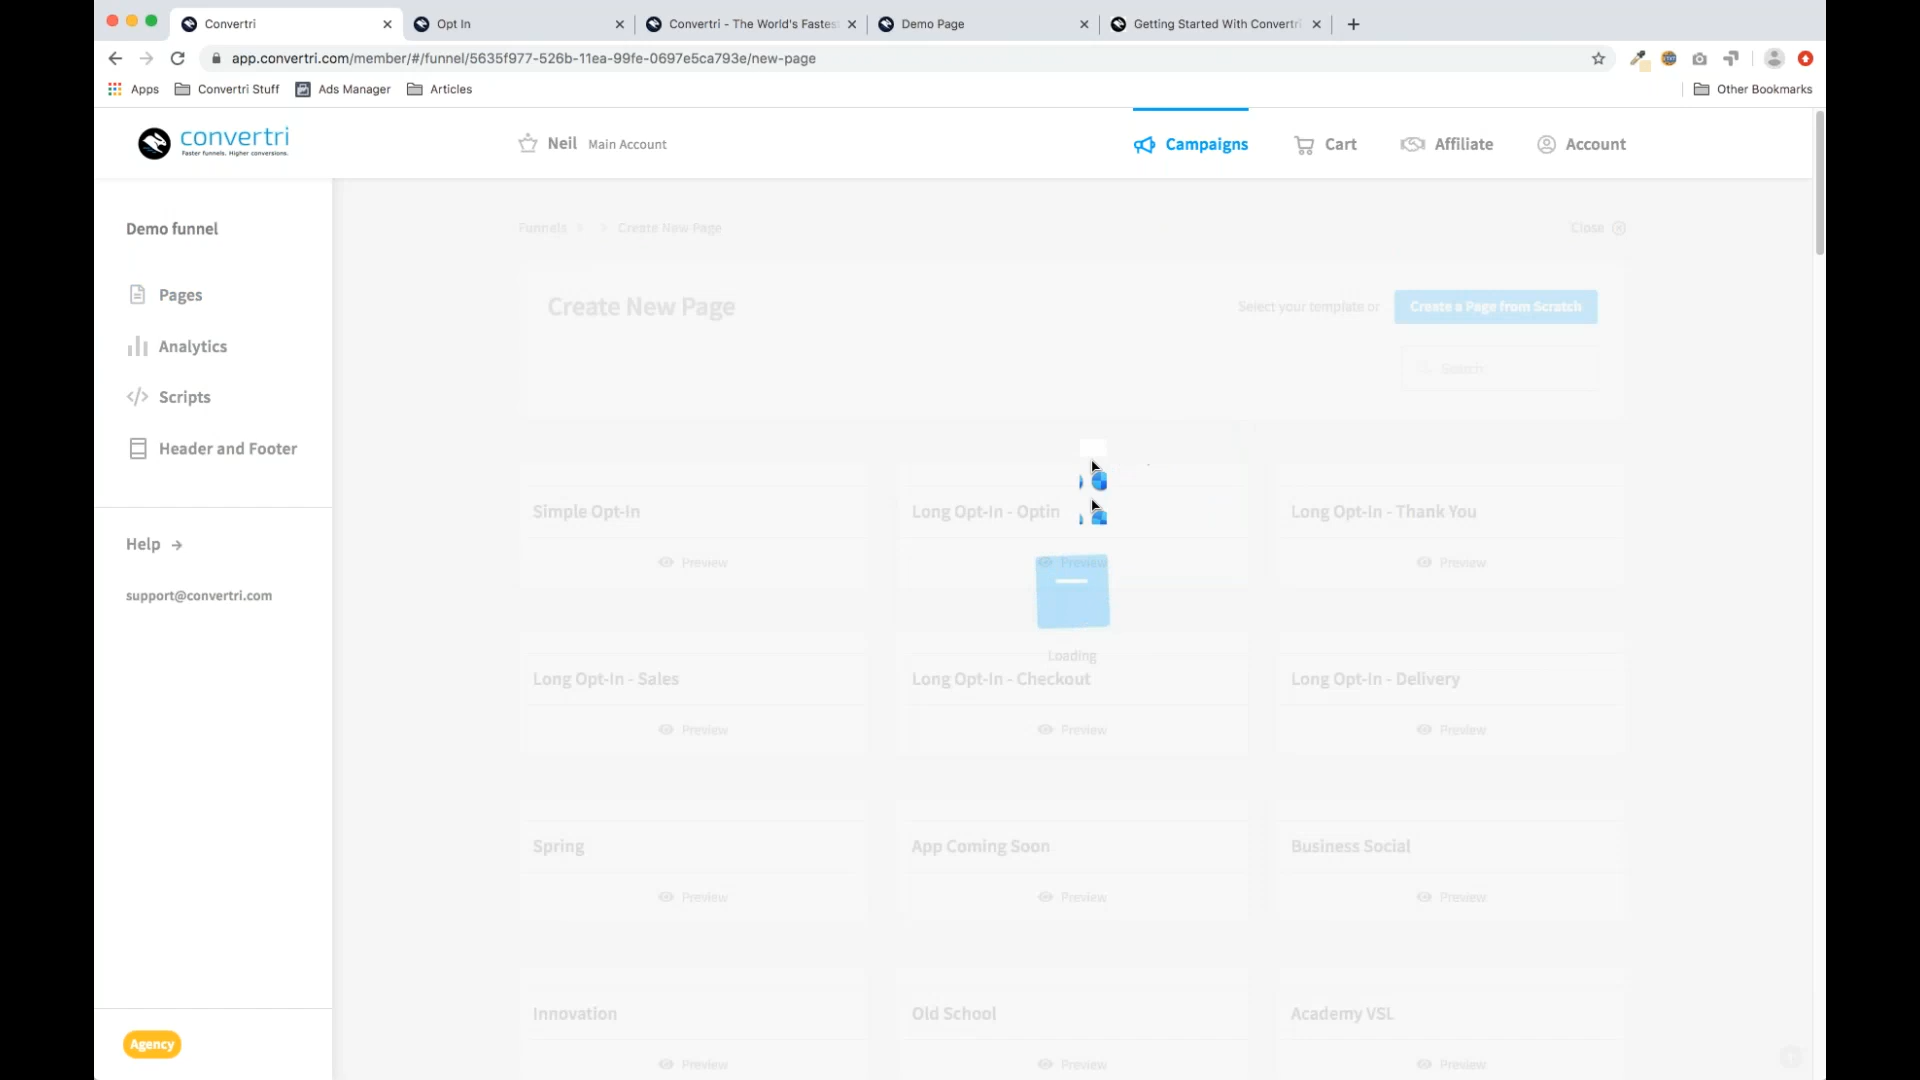 Convertri
Opt In
Convertri - The World's Fastes
Demo Page
Getting Started With Convertri
app.convertri.com/member/#/funnel/5635f977-526b-11ea-99fe-0697e5ca793e/new-page
Apps
Convertri Stuff
Ads Manager
Articles
Other Bookmarks
convertri
Faster funnels. Higher conversions.
Neil Main Account
Campaigns
Cart
Affiliate
Account
Demo funnel
Pages
Analytics
Scripts
Header and Footer
Help
support@convertri.com
Agency
Funnels
Create New Page
Close
Create New Page
Select your template or
Create a Page from Scratch
Search
Simple Opt-In
Long Opt-In - Optin
Long Opt-In - Thank You
Preview
Preview
Preview
Loading
Long Opt-In - Sales
Long Opt-In - Checkout
Long Opt-In - Delivery
Preview
Preview
Preview
Spring
App Coming Soon
Business Social
Preview
Preview
Preview
Innovation
Old School
Academy VSL
Preview
Preview
Preview